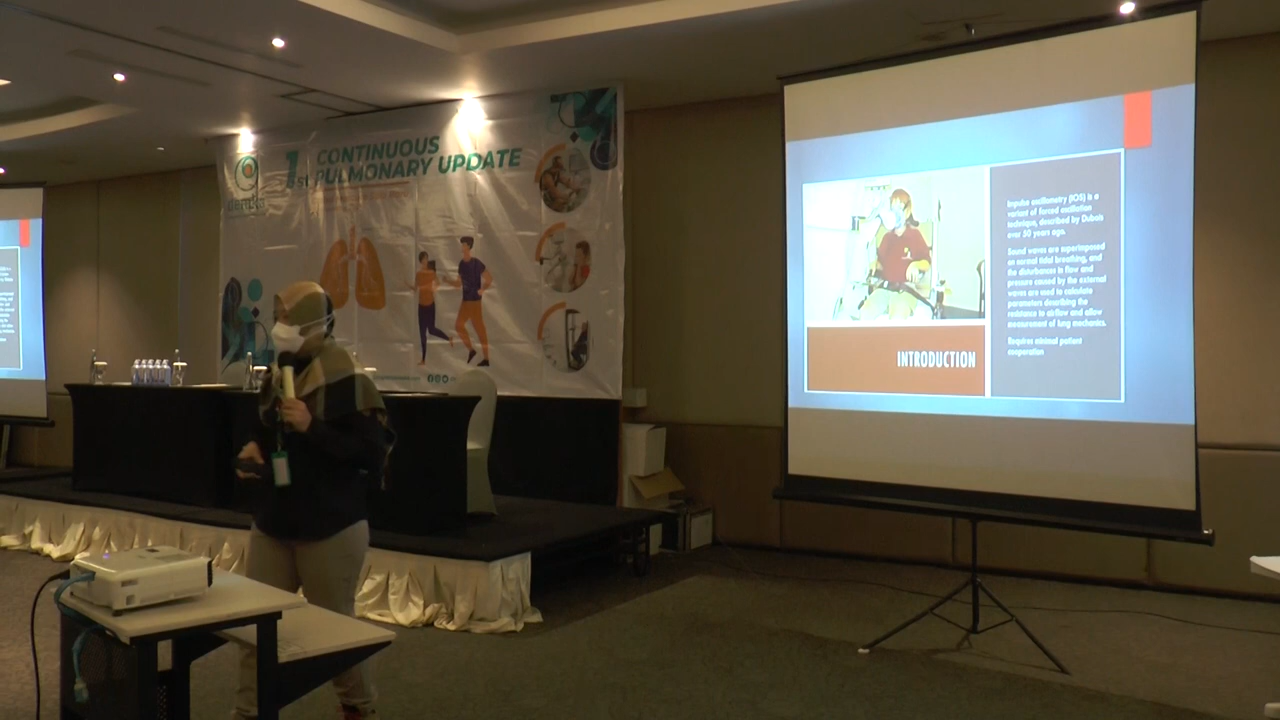 1st CONTINUOUS
PULMONARY UPDATE
Impulse oscillometry (IOS) is a
variant of forced oscillation
technique, described by Dubois
over 50 years ago.
Sound waves are superimposed
on normal tidal breathing, and
the disturbances in flow and
pressure caused by the external
waves are used to calculate
parameters describing the
resistance to airflow and allow
measurement of lung mechanics.
Requires minimal patient
cooperation
INTRODUCTION